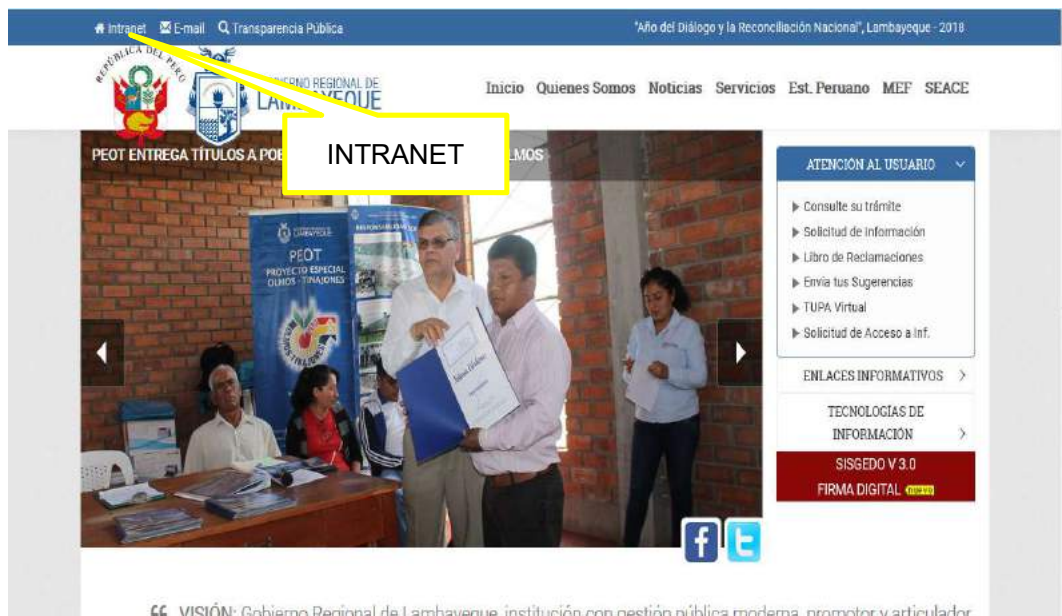 Intranet E-mail Transparencia Pública
"Año del Diálogo y la Reconciliación Nacional", Lambayeque - 2018
REPÚBLICA DEL PERÚ
REGIONAL DE
Inicio Quienes Somos Noticias Servicios Est. Peruano MEF SEACE
INTRANET
PEOT ENTREGA TÍTULOS A
ATENCIÓN AL USUARIO
Consulte su trámite
Solicitud de Información
Libro de Reclamaciones
Envía tus Sugerencias
TUPA Virtual
Solicitud de Acceso a Inf.
ENLACES INFORMATIVOS
TECNOLOGÍAS DE
INFORMACIÓN
SISGEDO V 3.0
FIRMA DIGITAL nuevo
LAMBAYEQUE
PEOT
PROYECTO ESPECIAL
OLMOS - TINAJONES
VISIÓN: Gobierno Regional de Lambayeque, institución con gestión pública moderna, promotor y articulador